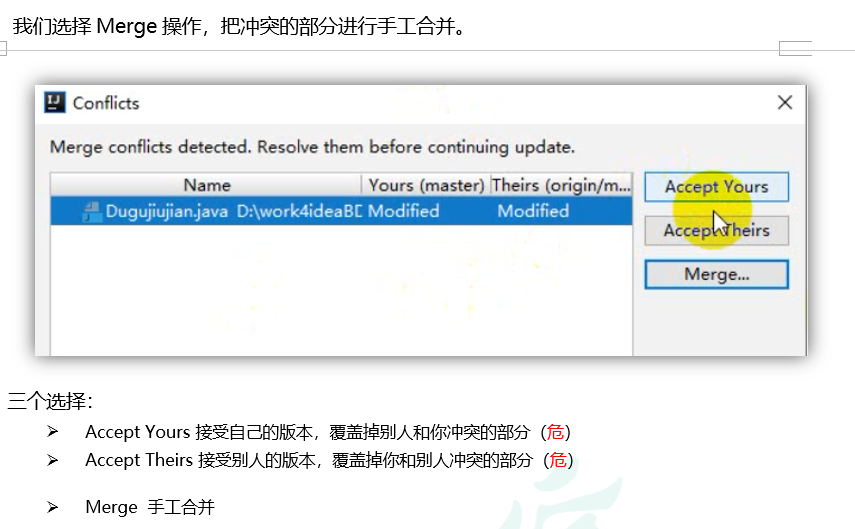 我们选择 Merge 操作，把冲突的部分进行手工合并。
IJ Conflicts
Merge conflicts detected. Resolve them before continuing update.
Name Yours (master) Theirs (origin/m...
Dugujiujian.java D:\work4ideaBD Modified Modified
Accept Yours
Accept Theirs
Merge...
三个选择：
➢ Accept Yours 接受自己的版本，覆盖掉别人和你冲突的部分（危）
➢ Accept Theirs 接受别人的版本，覆盖掉你和别人冲突的部分（危）
➢ Merge 手工合并